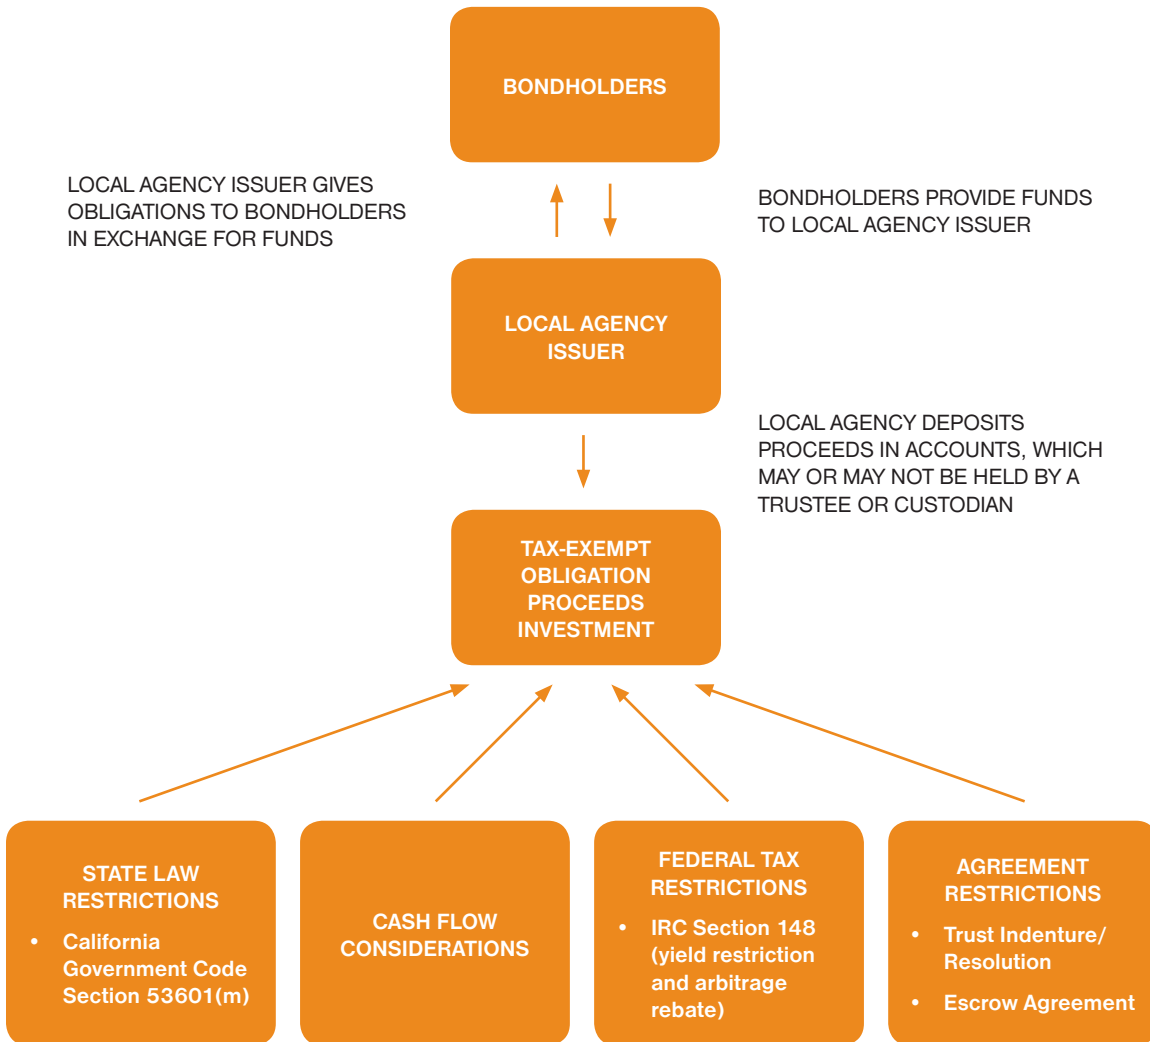 BONDHOLDERS
LOCAL AGENCY ISSUER GIVES
OBLIGATIONS TO BONDHOLDERS
IN EXCHANGE FOR FUNDS
BONDHOLDERS PROVIDE FUNDS
TO LOCAL AGENCY ISSUER
LOCAL AGENCY
ISSUER
LOCAL AGENCY DEPOSITS
PROCEEDS IN ACCOUNTS, WHICH
MAY OR MAY NOT BE HELD BY A
TRUSTEE OR CUSTODIAN
TAX-EXEMPT
OBLIGATION
PROCEEDS
INVESTMENT
STATE LAW
RESTRICTIONS
• California
Government Code
Section 53601(m)
CASH FLOW
CONSIDERATIONS
FEDERAL TAX
RESTRICTIONS
• IRC Section 148
(yield restriction
and arbitrage
rebate)
AGREEMENT
RESTRICTIONS
• Trust Indenture/
Resolution
• Escrow Agreement